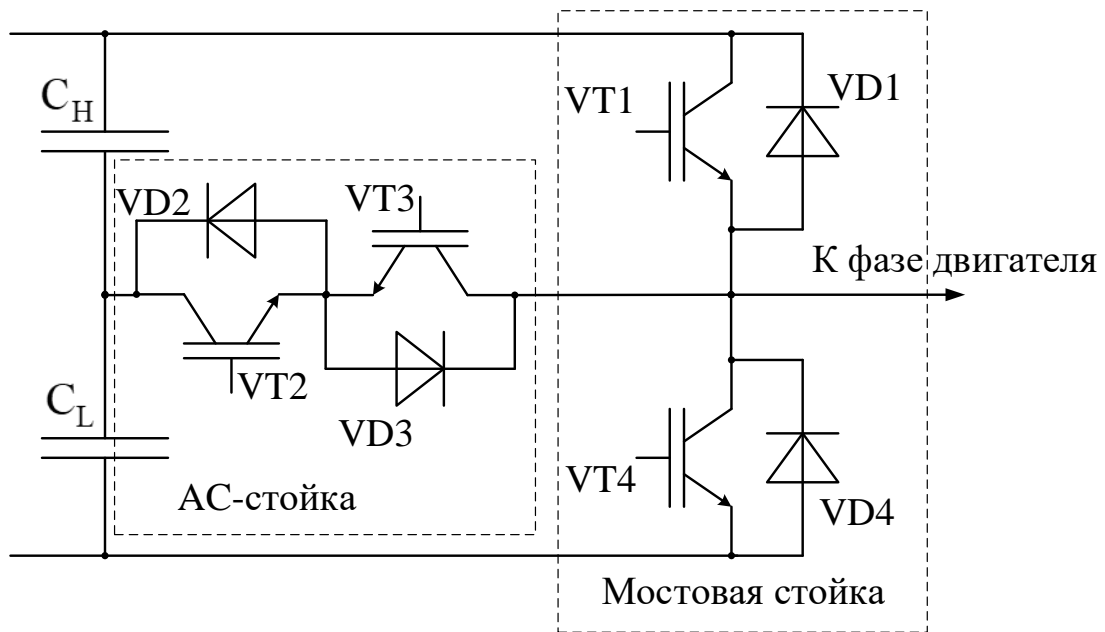 C_H
VT1
VD1
VD2
VT3
К фазе двигателя
VT2
C_L
VD3
VT4
VD4
АС-стойка
Мостовая стойка